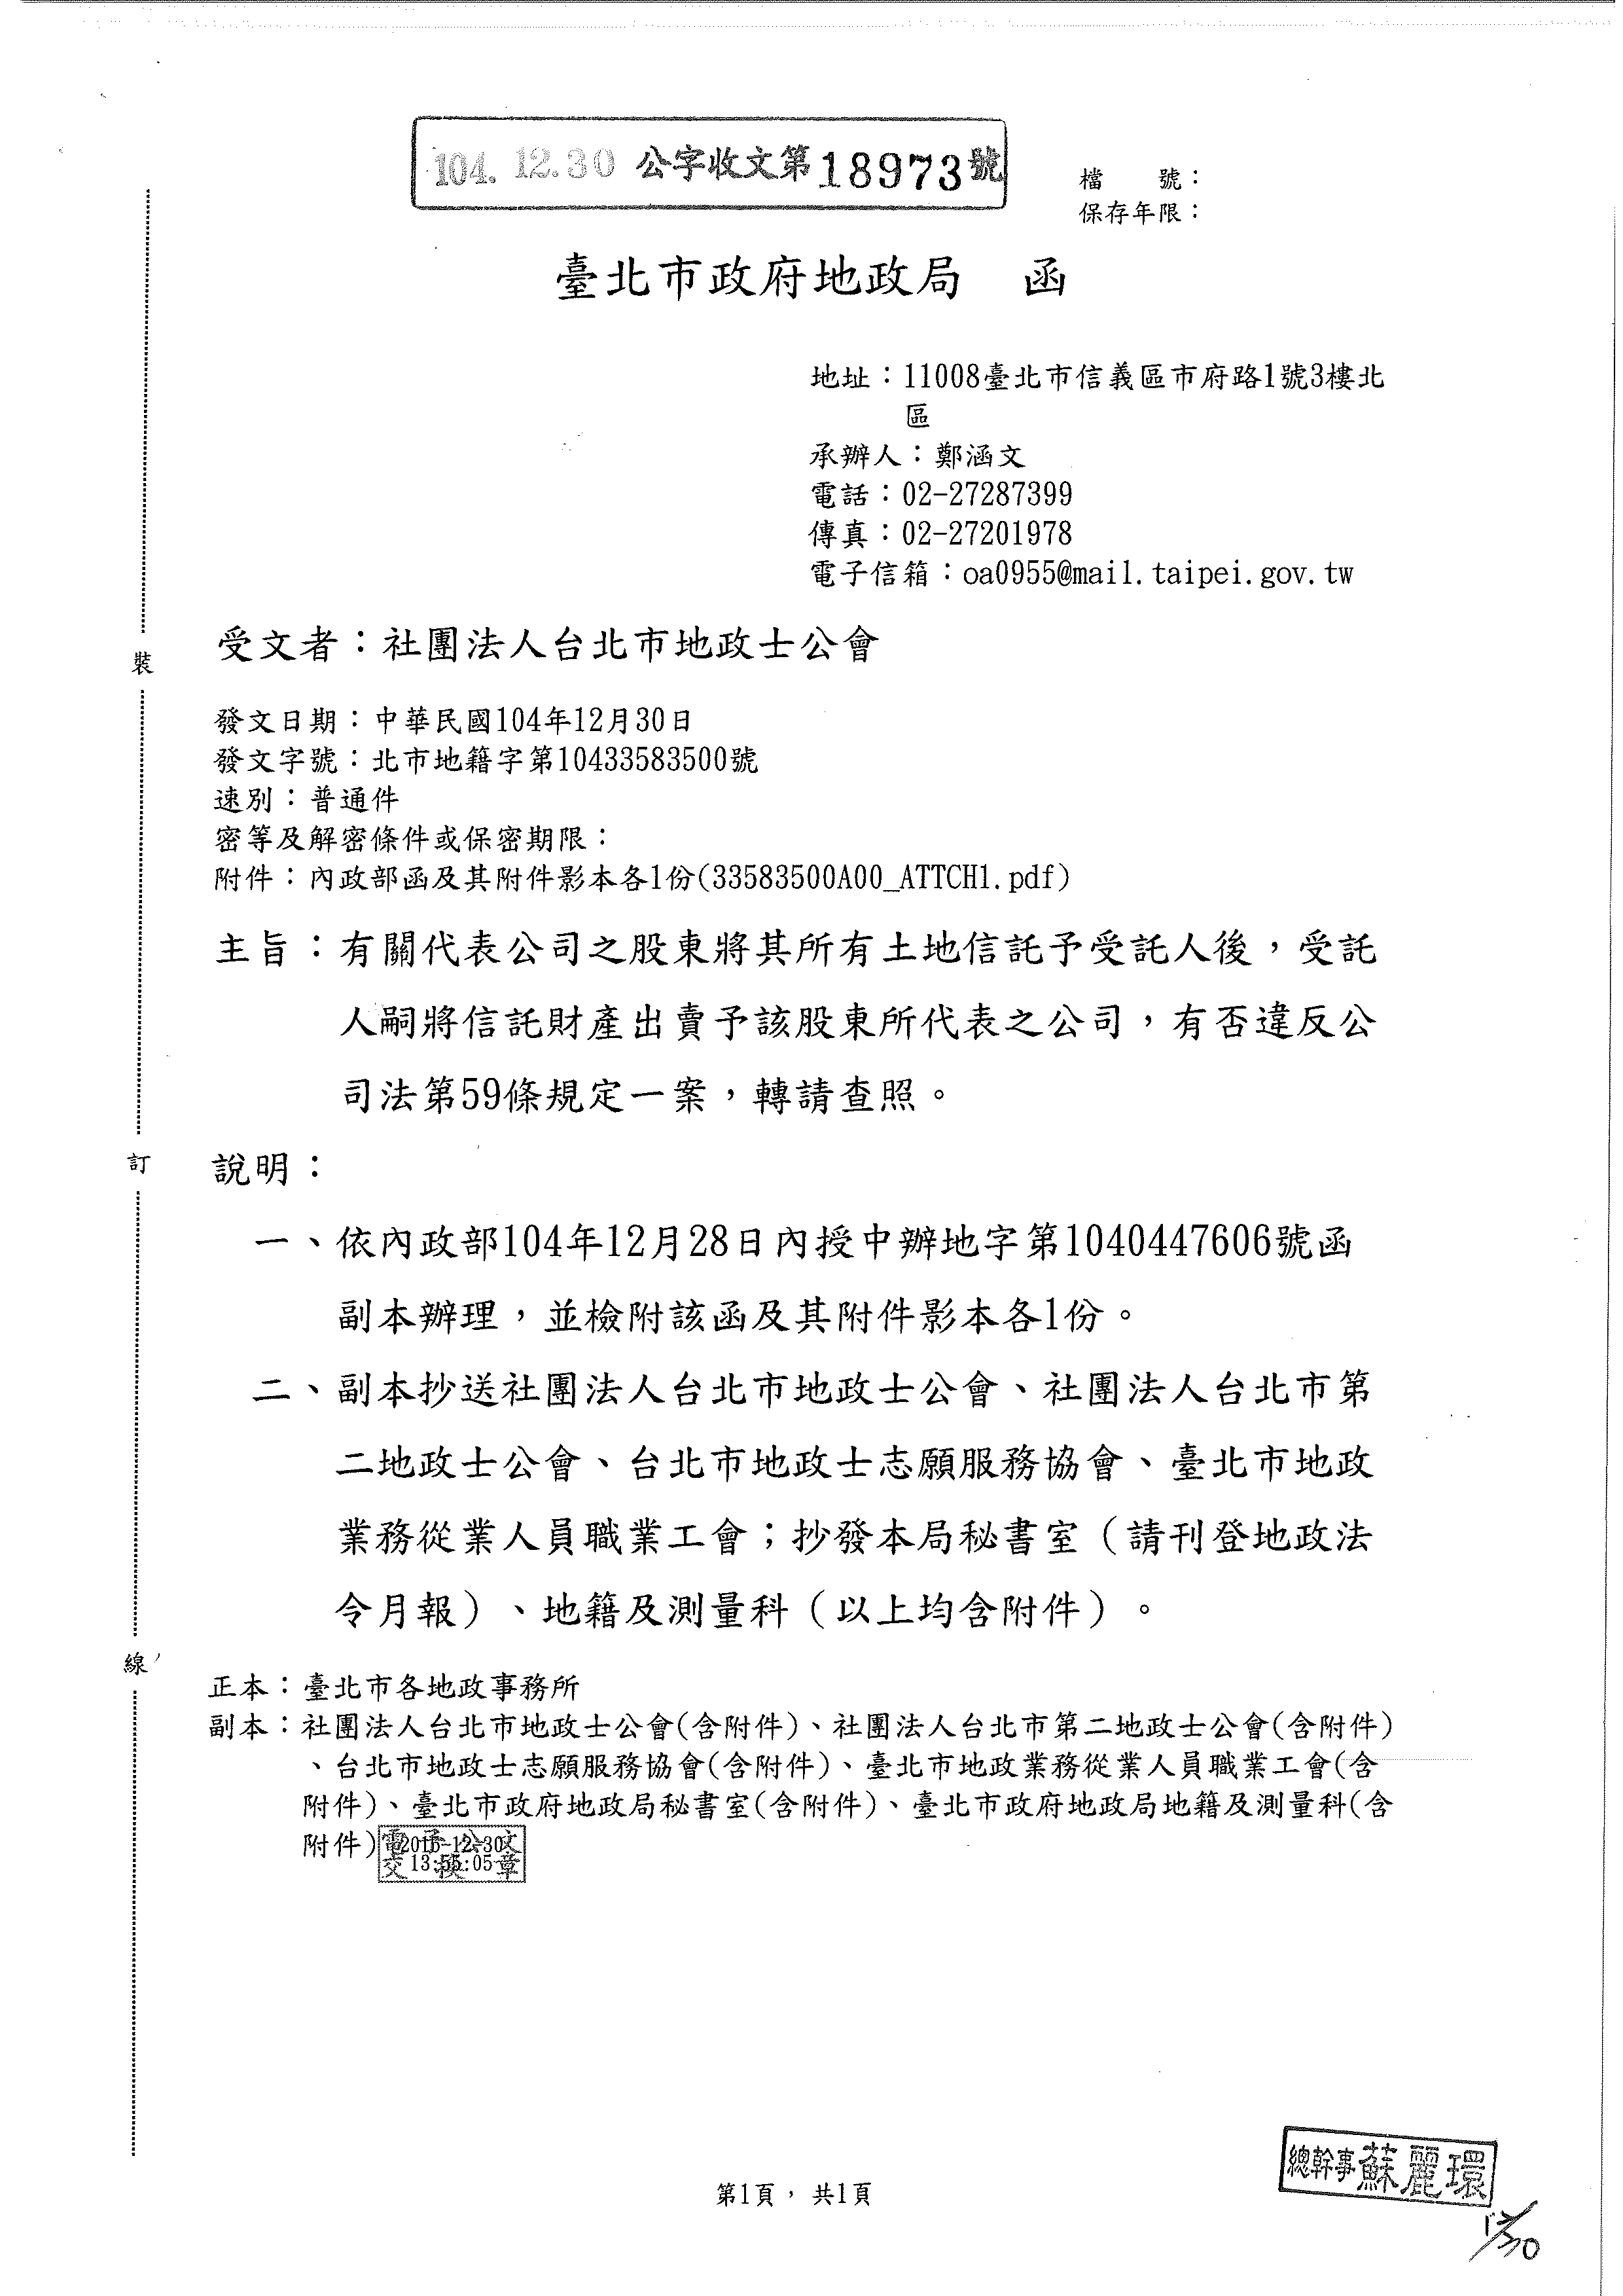 104.12.30 公字收文第18973號
檔　　號：
保存年限：
臺北市政府地政局　函
地址：11008臺北市信義區市府路1號3樓北
區
承辦人：鄭涵文
電話：02-27287399
傳真：02-27201978
電子信箱：oa0955@mail.taipei.gov.tw
受文者：社團法人台北市地政士公會
發文日期：中華民國104年12月30日
發文字號：北市地籍字第10433583500號
速別：普通件
密等及解密條件或保密期限：
附件：內政部函及其附件影本各1份(33583500A00_ATTCH1.pdf)
主旨：有關代表公司之股東將其所有土地信託予受託人後，受託
人嗣將信託財產出賣予該股東所代表之公司，有否違反公
司法第59條規定一案，轉請查照。
說明：
一、依內政部104年12月28日內授中辦地字第1040447606號函
副本辦理，並檢附該函及其附件影本各1份。
二、副本抄送社團法人台北市地政士公會、社團法人台北市第
二地政士公會、台北市地政士志願服務協會、臺北市地政
業務從業人員職業工會；抄發本局秘書室（請刊登地政法
令月報）、地籍及測量科（以上均含附件）。
正本：臺北市各地政事務所
副本：社團法人台北市地政士公會(含附件)、社團法人台北市第二地政士公會(含附件)
、台北市地政士志願服務協會(含附件)、臺北市地政業務從業人員職業工會(含
附件)、臺北市政府地政局秘書室(含附件)、臺北市政府地政局地籍及測量科(含
附件)
電子公文
2015-12-30
交換章
13:55:05
裝
訂
線
第1頁，共1頁
總幹事蘇麗環
12/30